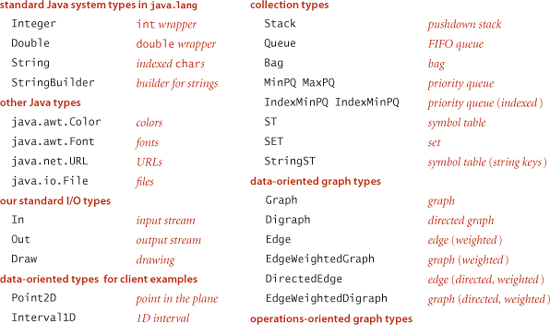 standard Java system types in java.lang
Integer int wrapper
Double double wrapper
String indexed chars
StringBuilder builder for strings
other Java types
java.awt.Color colors
java.awt.Font fonts
java.net.URL URLs
java.io.File files
our standard I/O types
In input stream
Out output stream
Draw drawing
data-oriented types for client examples
Point2D point in the plane
Interval1D 1D interval
collection types
Stack pushdown stack
Queue FIFO queue
Bag bag
MinPQ MaxPQ priority queue
IndexMinPQ IndexMinPQ priority queue (indexed)
ST symbol table
SET set
StringST symbol table (string keys)
data-oriented graph types
Graph graph
Digraph directed graph
Edge edge (weighted)
EdgeWeightedGraph graph (weighted)
DirectedEdge edge (directed, weighted)
EdgeWeightedDigraph graph (directed, weighted)
operations-oriented graph types